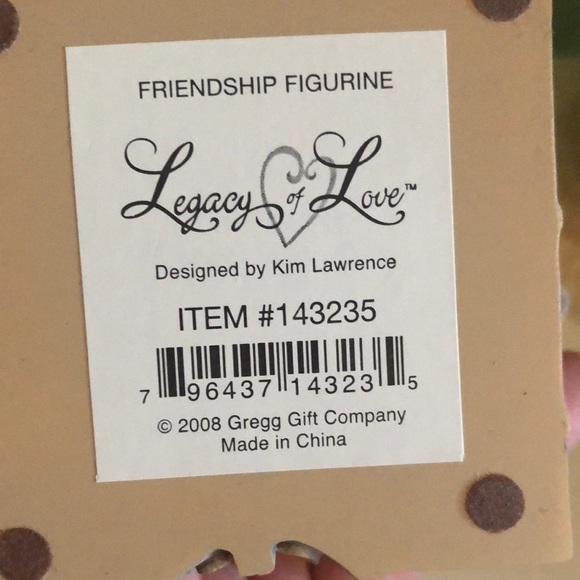 FRIENDSHIP FIGURINE
Legacy of Love™
Designed by Kim Lawrence
ITEM #143235
7 96437 14323 5
© 2008 Gregg Gift Company
Made in China